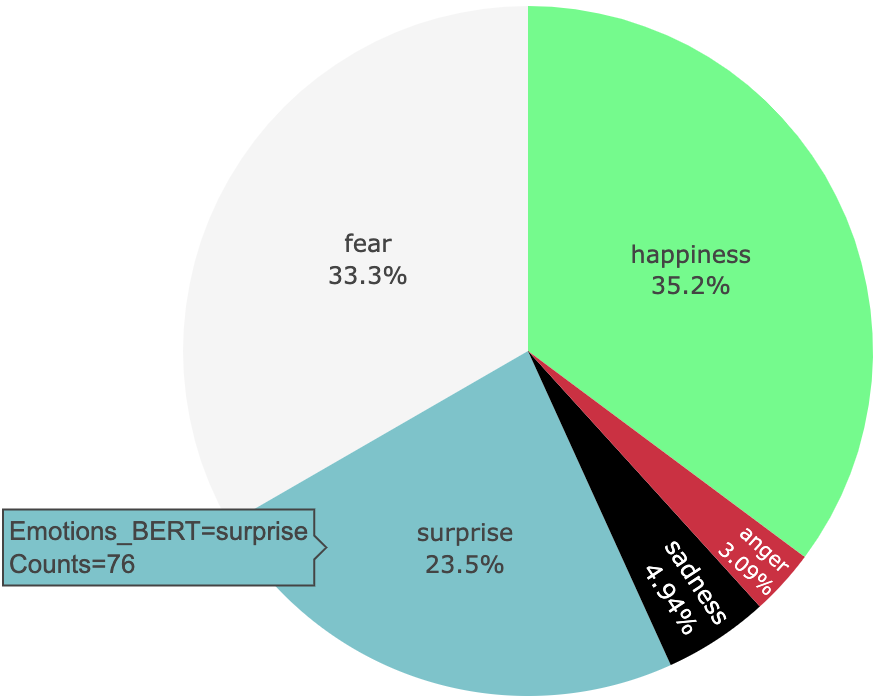 fear
33.3%
happiness
35.2%
Emotions_BERT=surprise
Counts=76
surprise
23.5%
sadness
4.94%
anger
3.09%